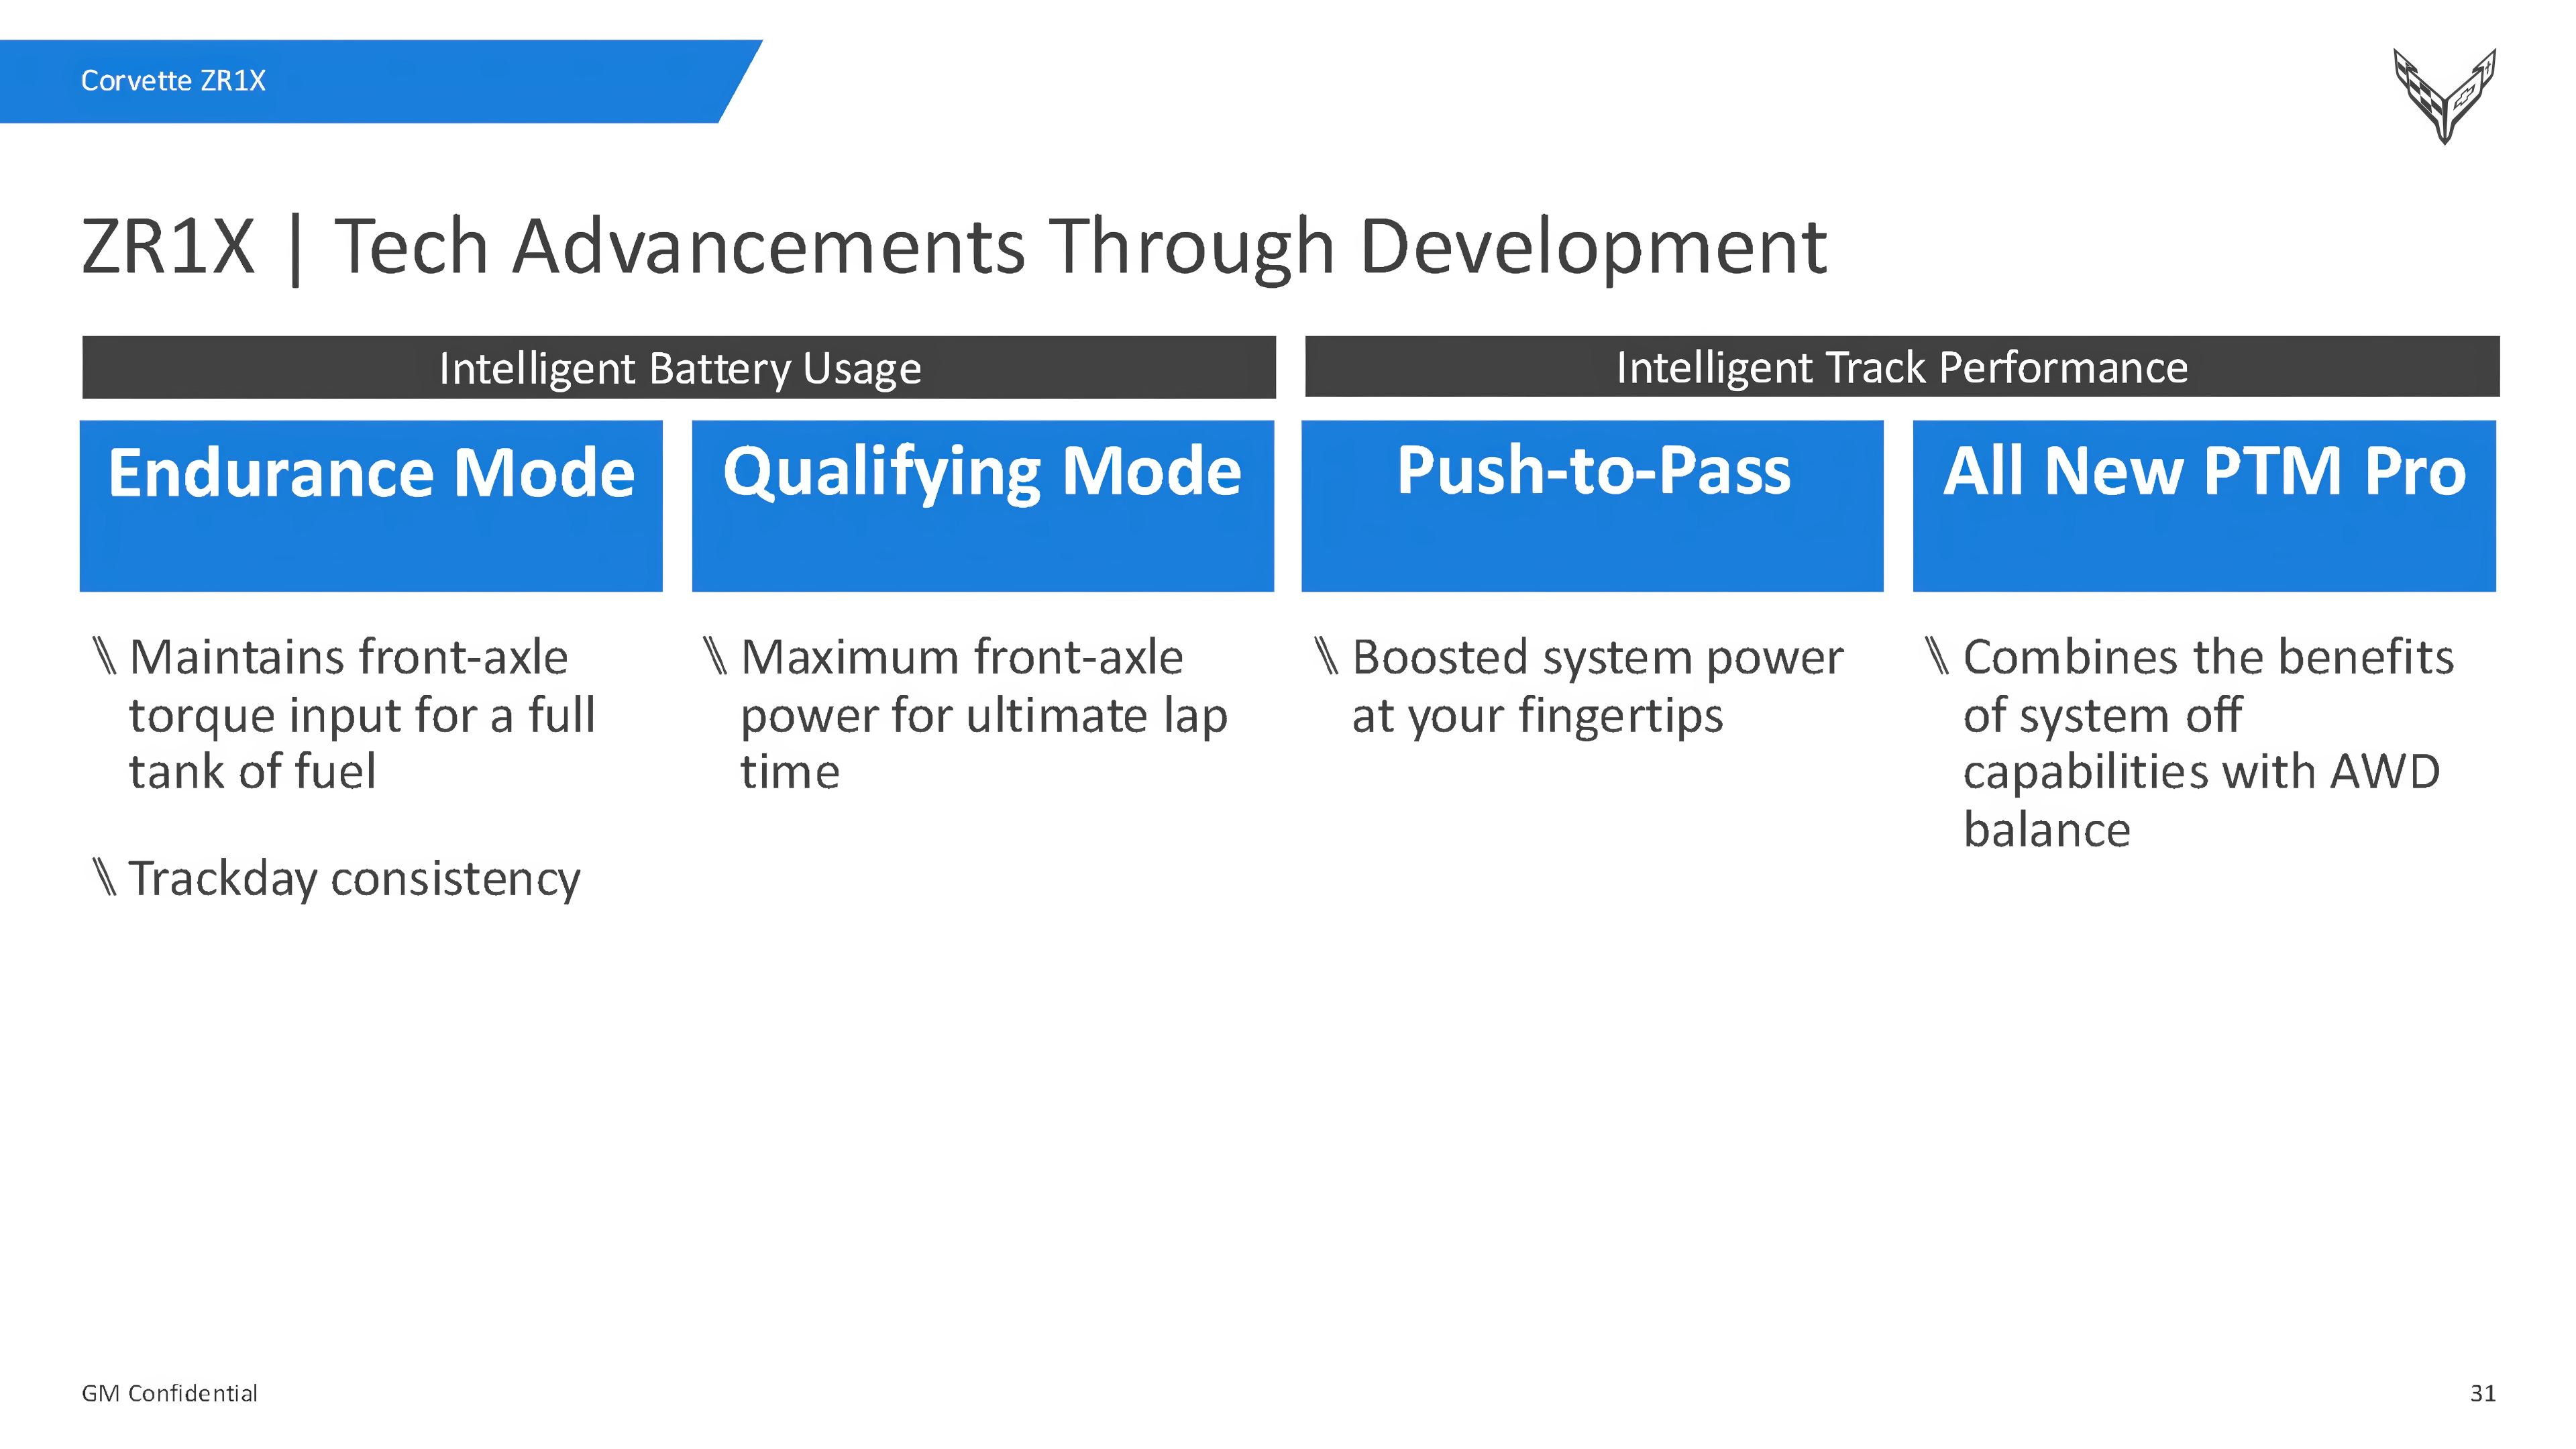 Corvette ZR1X
ZR1X | Tech Advancements Through Development
Intelligent Battery Usage
Intelligent Track Performance
Endurance Mode
Qualifying Mode
Push-to-Pass
All New PTM Pro
\\ Maintains front-axle
torque input for a full
tank of fuel
\\ Trackday consistency
\\ Maximum front-axle
power for ultimate lap
time
\\ Boosted system power
at your fingertips
\\ Combines the benefits
of system off
capabilities with AWD
balance
GM Confidential
31